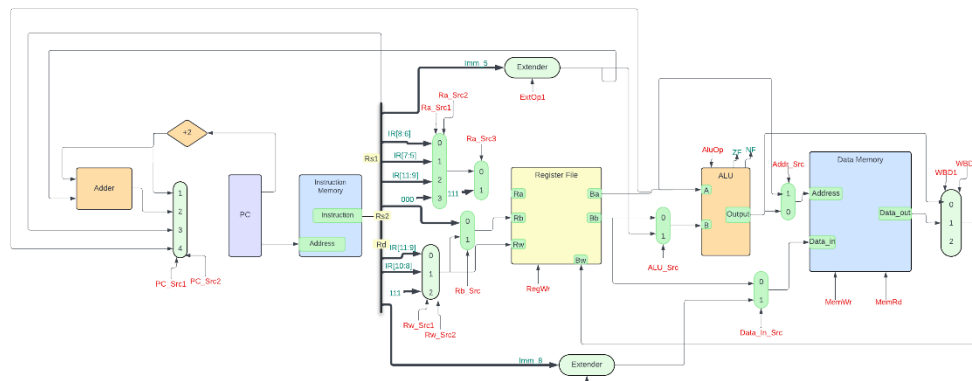 Imm_5
Extender
ExtOp1
Ra_Src2
Ra_Src1
Ra_Src3
IR[8:6]
IR[7:5]
IR[11:9]
111
000
0
1
2
3
0
1
Rs1
Rs2
Rd
+2
Adder
1
2
3
4
PC_Src1
PC_Src2
PC
Instruction
Memory
Instruction
Address
IR[11:9]
IR[10:8]
111
0
1
2
Rw_Src1
Rw_Src2
0
1
Rb_Src
Register File
Ra
Rb
Rw
Ba
Bb
Bw
RegWr
0
1
ALU_Src
AluOp
ZF
NF
ALU
A
B
Output
Addr_Src
1
0
Data Memory
Address
Data_out
Data_in
MemWr
MemRd
0
1
Data_In_Src
WBD1
0
1
2
Imm_8
Extender